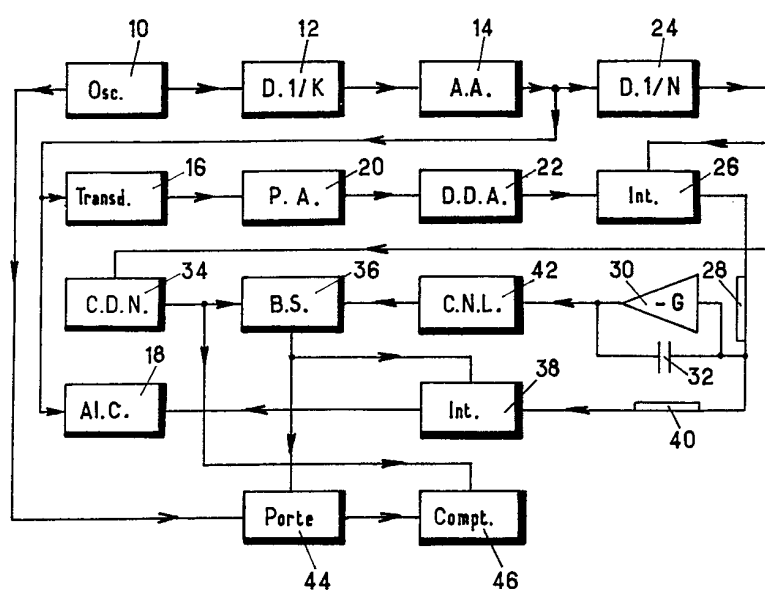 10 12 14 24
Osc. D.1/K A.A. D.1/N
16 20 22 26
Transd. P.A. D.D.A. Int.
34 36 42 30 28
C.D.N. B.S. C.N.L. -G
18 38 32
Al.C. Int.
40
Porte Compt.
44 46